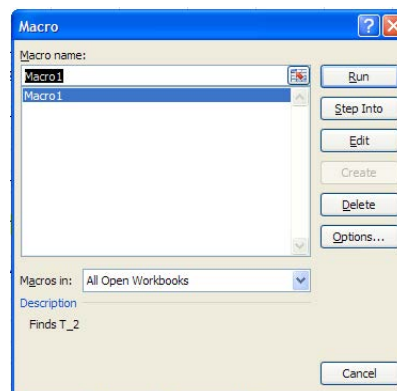 Macro
Macro name:
Macro1
Macro1
Run
Step Into
Edit
Create
Delete
Options...
Macros in: All Open Workbooks
Description
Finds T_2
Cancel